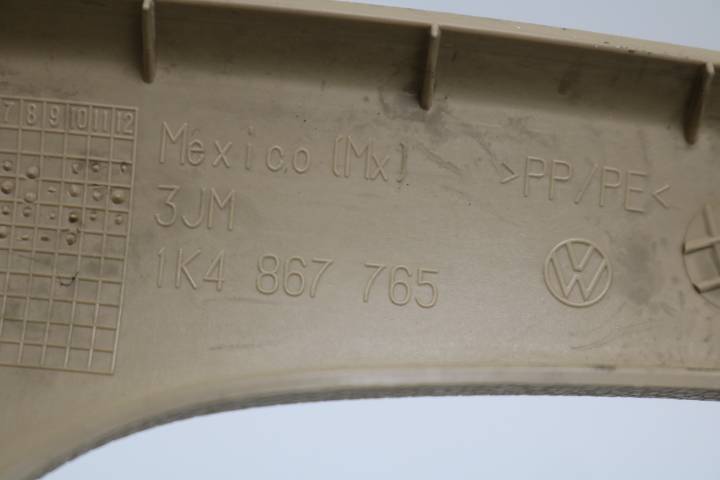 7 8 9 10 11 12
Mexico (Mx)
>PP/PE<
3JM
1K4 867 765